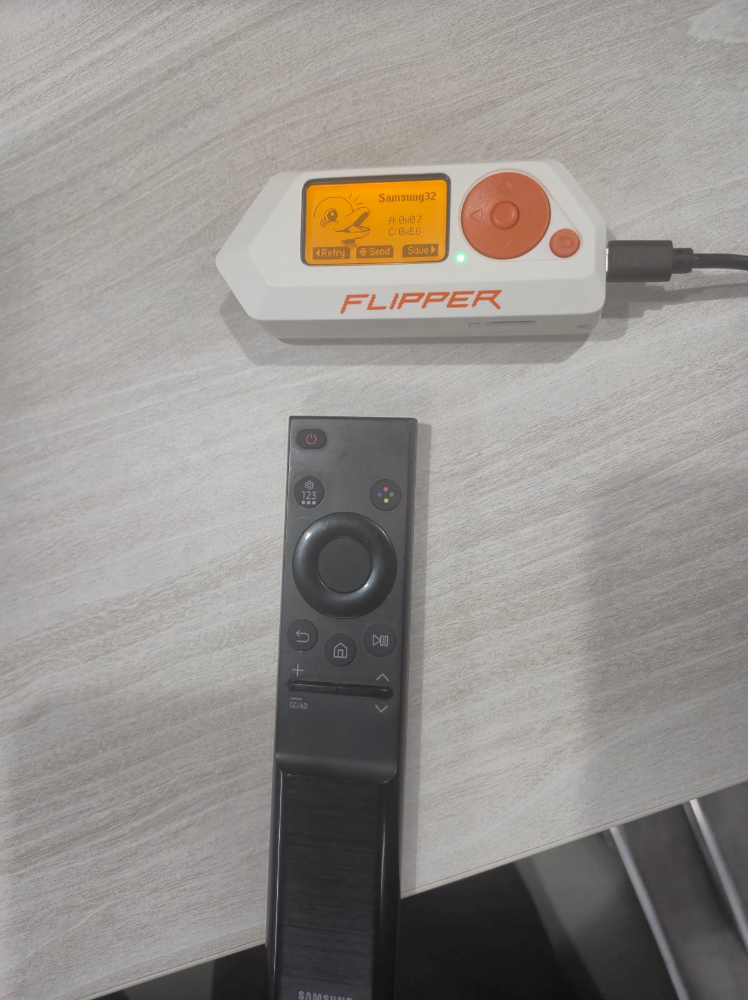 Samsung32
A:0x07
C:0xE6
Retry
Send
Save
FLIPPER
123
CC/AD
SAMSUNG